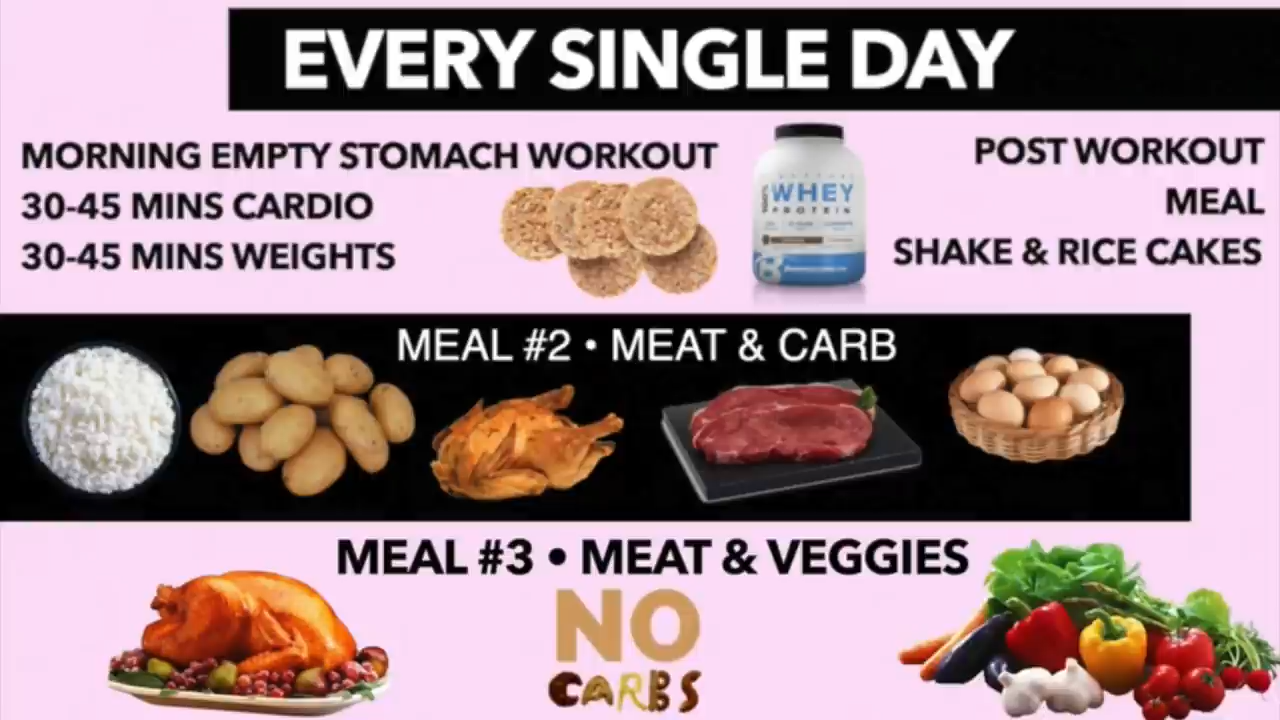 EVERY SINGLE DAY
MORNING EMPTY STOMACH WORKOUT
30-45 MINS CARDIO
30-45 MINS WEIGHTS
WHEY
PROTEIN
POST WORKOUT
MEAL
SHAKE & RICE CAKES
MEAL #2 • MEAT & CARB
MEAL #3 • MEAT & VEGGIES
NO
CARBS